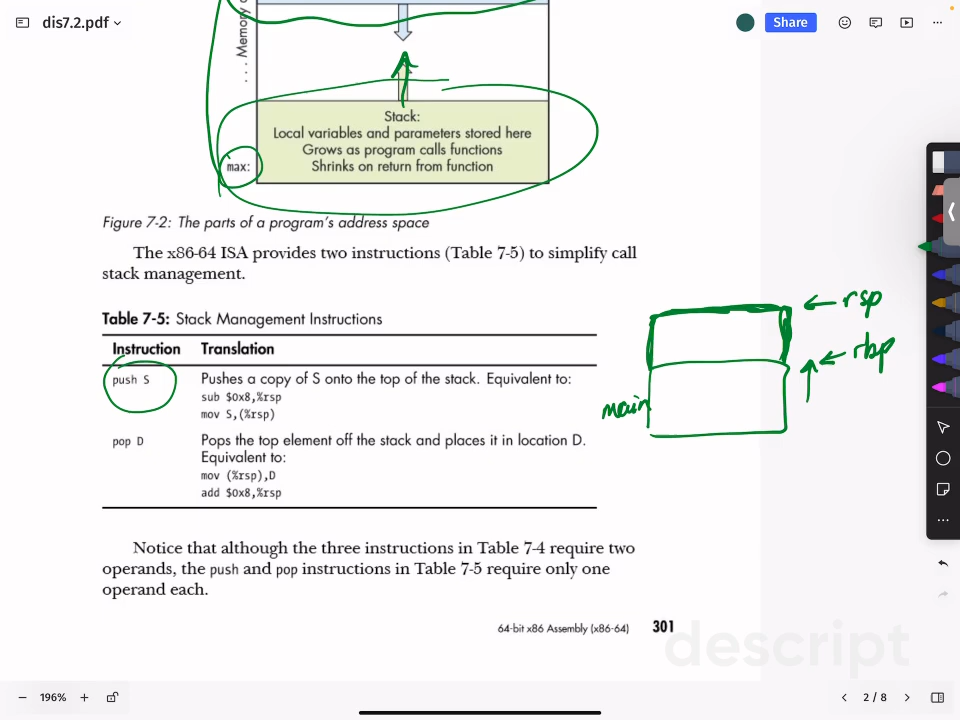 dis7.2.pdf
Share
... Memory
Stack:
Local variables and parameters stored here
Grows as program calls functions
max:
Shrinks on return from function
Figure 7-2: The parts of a program's address space
The x86-64 ISA provides two instructions (Table 7-5) to simplify call
stack management.
Table 7-5: Stack Management Instructions
Instruction Translation
push S Pushes a copy of S onto the top of the stack. Equivalent to:
sub $0x8,%rsp
mov S,(%rsp)
pop D Pops the top element off the stack and places it in location D.
Equivalent to:
mov (%rsp),D
add $0x8,%rsp
← rsp
← rbp
main
Notice that although the three instructions in Table 7-4 require two
operands, the push and pop instructions in Table 7-5 require only one
operand each.
64-bit x86 Assembly (x86-64) 301
descript
− 196% +
2 / 8